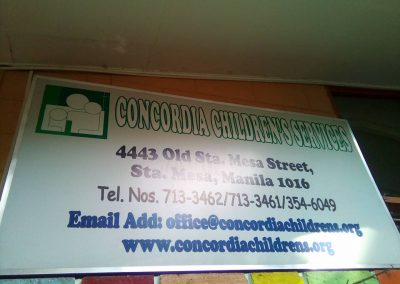 CONCORDIA CHILDREN'S SERVICES
4443 Old Sta. Mesa Street,
Sta. Mesa, Manila 1016
Tel. Nos. 713-3462/713-3461/354-6049
Email Add: office@concordiachildrens.org
www.concordiachildrens.org